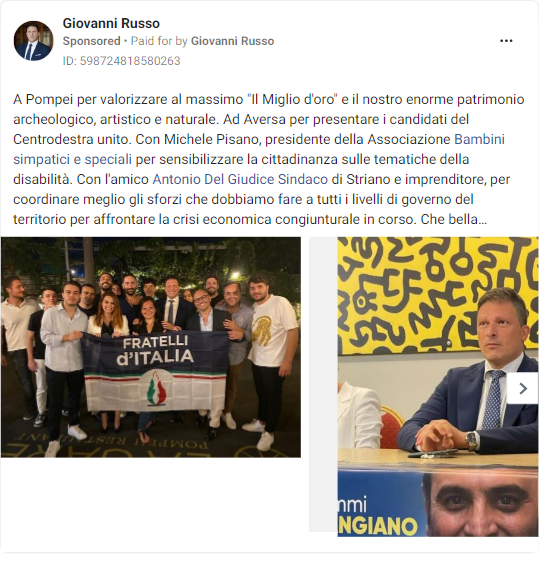 Giovanni Russo
Sponsored • Paid for by Giovanni Russo
ID: 598724818580263
A Pompei per valorizzare al massimo "Il Miglio d'oro" e il nostro enorme patrimonio
archeologico, artistico e naturale. Ad Aversa per presentare i candidati del
Centrodestra unito. Con Michele Pisano, presidente della Associazione Bambini
simpatici e speciali per sensibilizzare la cittadinanza sulle tematiche della
disabilità. Con l'amico Antonio Del Giudice Sindaco di Striano e imprenditore, per
coordinare meglio gli sforzi che dobbiamo fare a tutti i livelli di governo del
territorio per affrontare la crisi economica congiunturale in corso. Che bella...
FRATELLI
d'ITALIA
POMPEII RESTAURANT
mmi
NGIANO